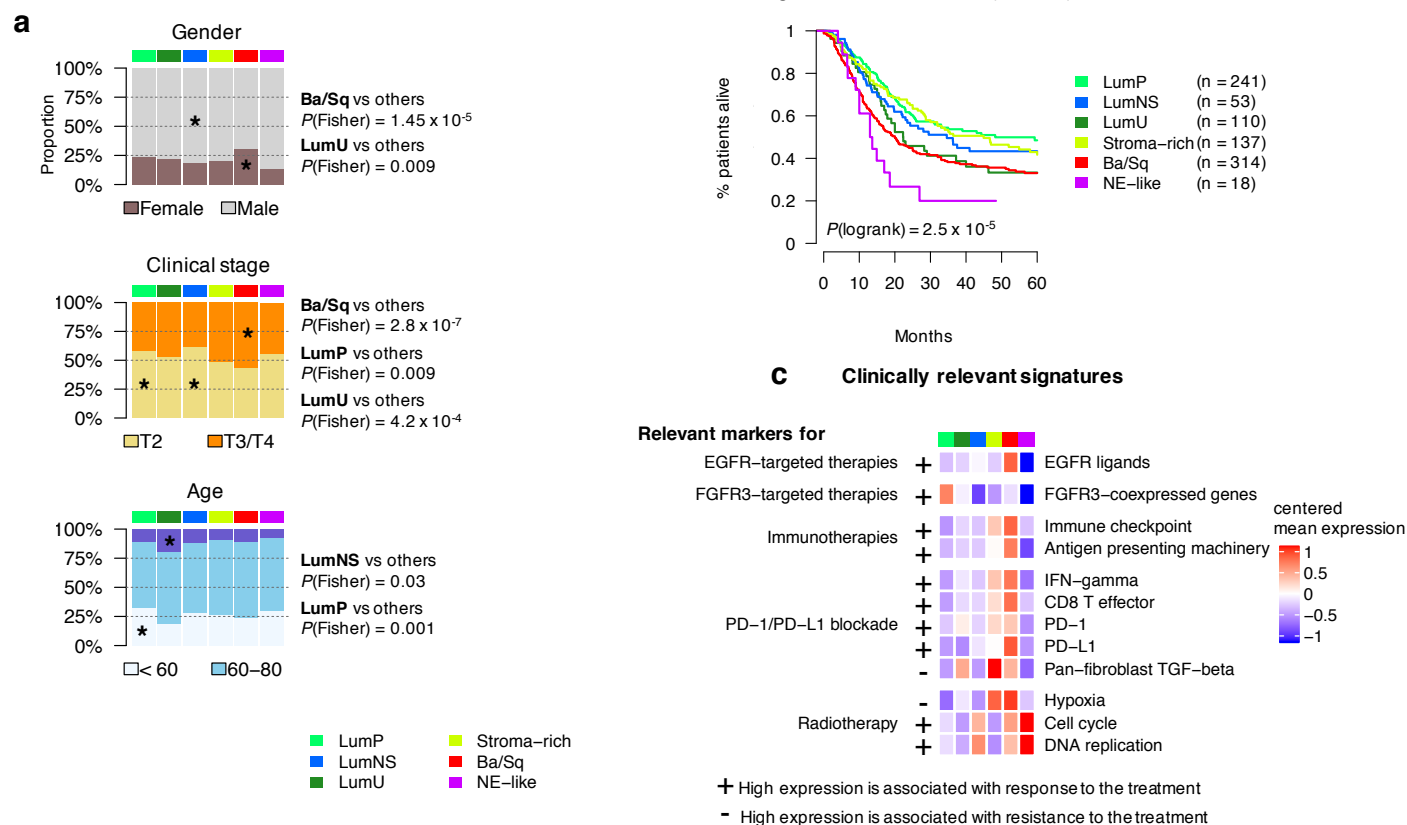 a
Gender
100%
75%
50%
25%
0%
Proportion
Ba/Sq vs others
P(Fisher) = 1.45 x 10-5
LumU vs others
P(Fisher) = 0.009
*
*
Female Male
Clinical stage
100%
75%
50%
25%
0%
Ba/Sq vs others
P(Fisher) = 2.8 x 10-7
LumP vs others
P(Fisher) = 0.009
LumU vs others
P(Fisher) = 4.2 x 10-4
*
* *
T2 T3/T4
Age
100%
75%
50%
25%
0%
LumNS vs others
P(Fisher) = 0.03
LumP vs others
P(Fisher) = 0.001
*
*
< 60 60–80
LumP
LumNS
LumU
Stroma–rich
Ba/Sq
NE–like
% patients alive
1
0.8
0.6
0.4
0.2
0
P(logrank) = 2.5 x 10-5
0 10 20 30 40 50 60
Months
LumP (n = 241)
LumNS (n = 53)
LumU (n = 110)
Stroma–rich (n = 137)
Ba/Sq (n = 314)
NE–like (n = 18)
c Clinically relevant signatures
Relevant markers for
EGFR–targeted therapies + EGFR ligands
FGFR3–targeted therapies + FGFR3–coexpressed genes
Immunotherapies
+ Immune checkpoint
+ Antigen presenting machinery
PD–1/PD–L1 blockade
+ IFN–gamma
+ CD8 T effector
+ PD–1
+ PD–L1
- Pan–fibroblast TGF–beta
Radiotherapy
- Hypoxia
+ Cell cycle
+ DNA replication
centered
mean expression
1
0.5
0
−0.5
−1
+ High expression is associated with response to the treatment
- High expression is associated with resistance to the treatment